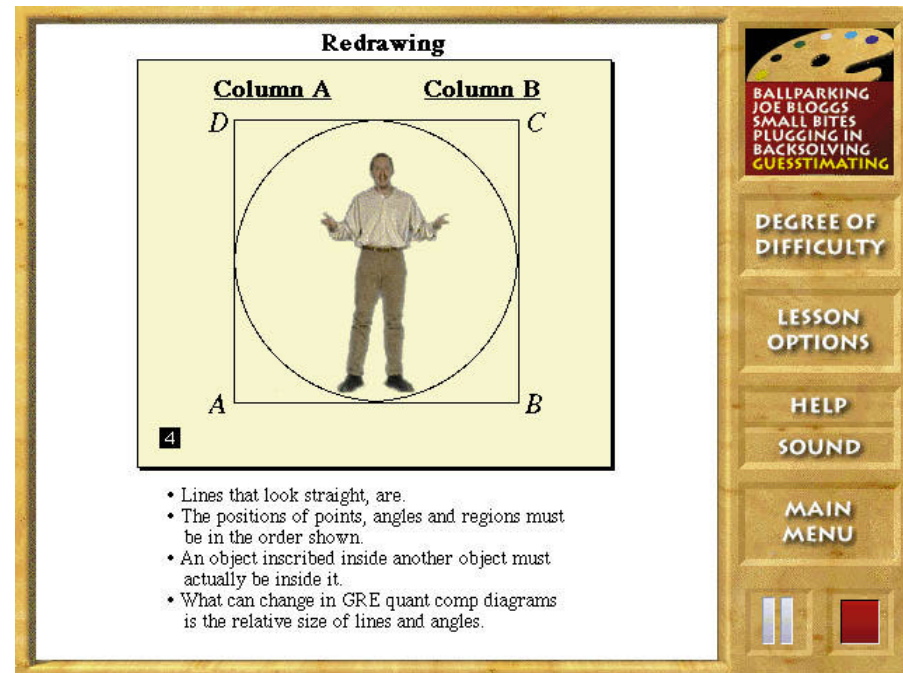 Redrawing
Column A Column B
D C
A B
4
• Lines that look straight, are.
• The positions of points, angles and regions must
be in the order shown.
• An object inscribed inside another object must
actually be inside it.
• What can change in GRE quant comp diagrams
is the relative size of lines and angles.
BALLPARKING
JOE BLOGGS
SMALL BITES
PLUGGING IN
BACKSOLVING
GUESSTIMATING
DEGREE OF
DIFFICULTY
LESSON
OPTIONS
HELP
SOUND
MAIN
MENU